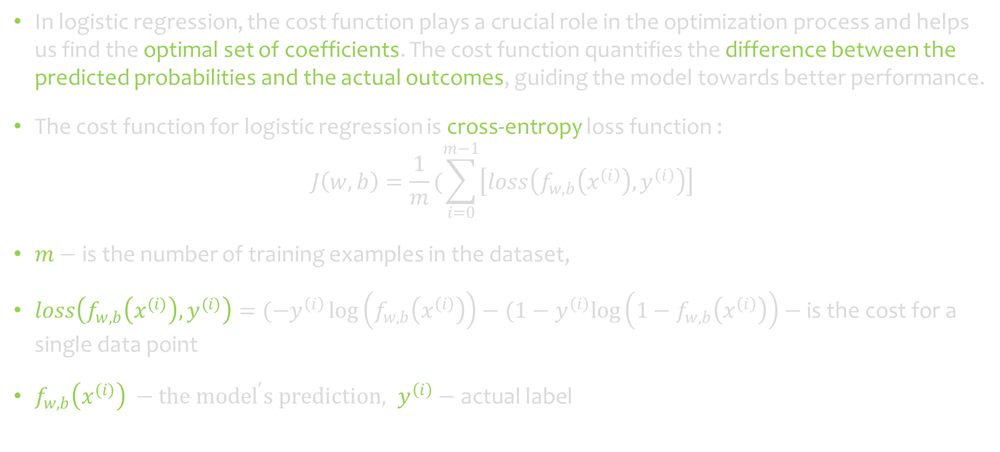 • In logistic regression, the cost function plays a crucial role in the optimization process and helps
us find the optimal set of coefficients. The cost function quantifies the difference between the
predicted probabilities and the actual outcomes, guiding the model towards better performance.
• The cost function for logistic regression is cross-entropy loss function :
J(w, b) = \frac{1}{m} (\sum_{i=0}^{m-1} [loss(f_{w,b}(x^{(i)}), y^{(i)})]
• m – is the number of training examples in the dataset,
• loss(f_{w,b}(x^{(i)}), y^{(i)}) = (−y^{(i)} log(f_{w,b}(x^{(i)})) − (1 − y^{(i)}log(1 − f_{w,b}(x^{(i)})) − is the cost for a
single data point
• f_{w,b}(x^{(i)}) − the model′s prediction, y^{(i)} − actual label